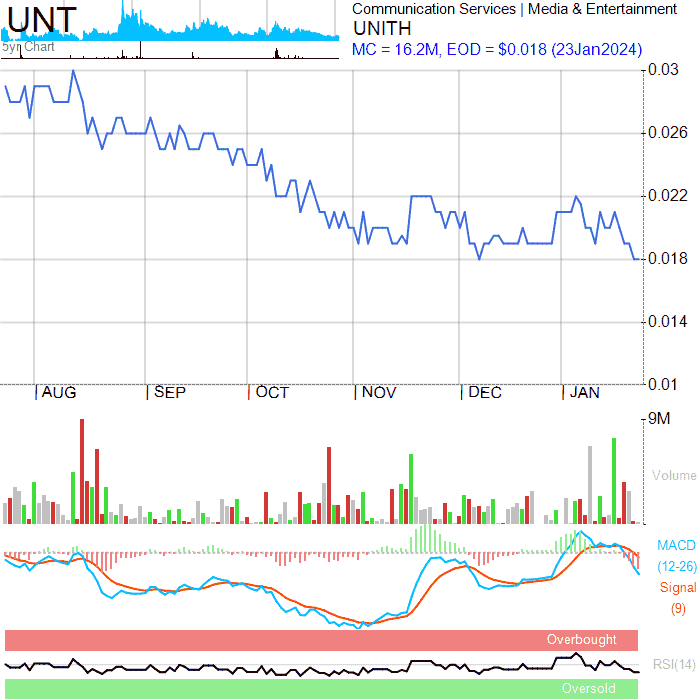 UNT
5yr Chart
Communication Services | Media & Entertainment
UNITH
MC = 16.2M, EOD = $0.018 (23Jan2024)
0.03
0.026
0.022
0.018
0.014
0.01
AUG
SEP
OCT
NOV
DEC
JAN
9M
Volume
MACD
(12-26)
Signal
(9)
Overbought
RSI(14)
Oversold